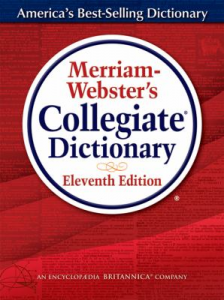 America's Best-Selling Dictionary
Merriam-
Webster's
Collegiate®
Dictionary
Eleventh Edition
®
AN ENCYCLOPÆDIA BRITANNICA® COMPANY